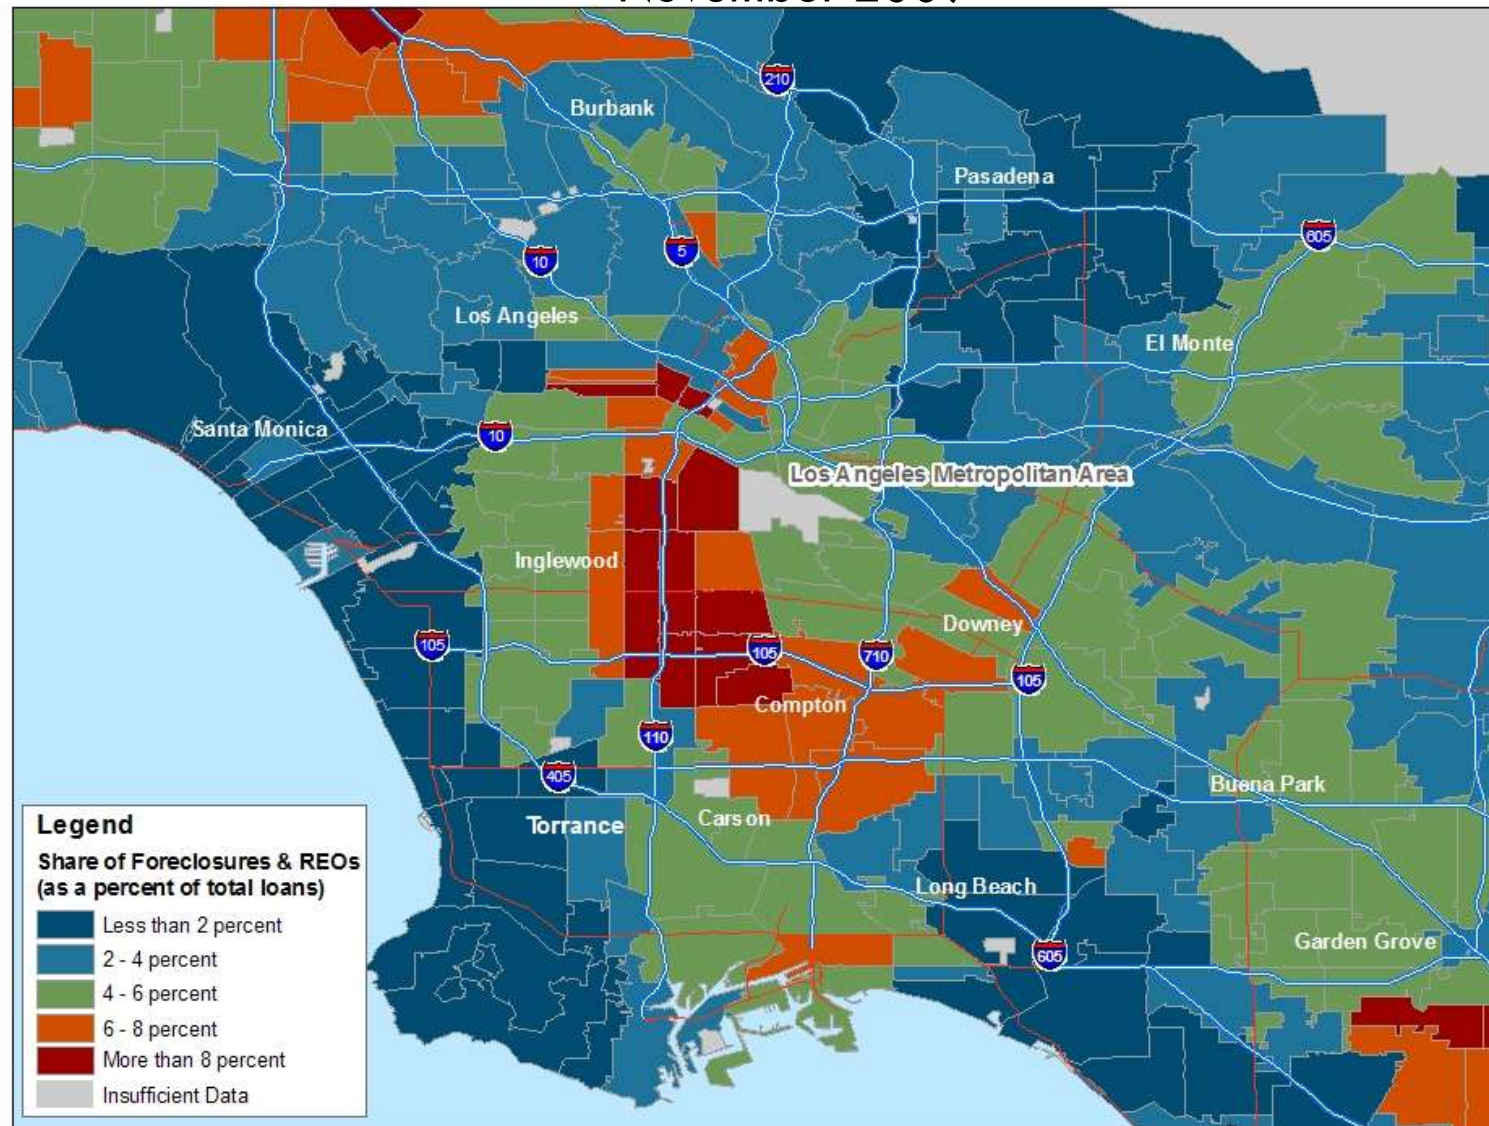 210
Burbank
Pasadena
605
5
10
Los Angeles
El Monte
Santa Monica
10
Los Angeles Metropolitan Area
Inglewood
Downey
105
105
710
105
Compton
110
405
Buena Park
Carson
Torrance
Long Beach
Garden Grove
605
Legend
Share of Foreclosures & REOs
(as a percent of total loans)
Less than 2 percent
2 - 4 percent
4 - 6 percent
6 - 8 percent
More than 8 percent
Insufficient Data